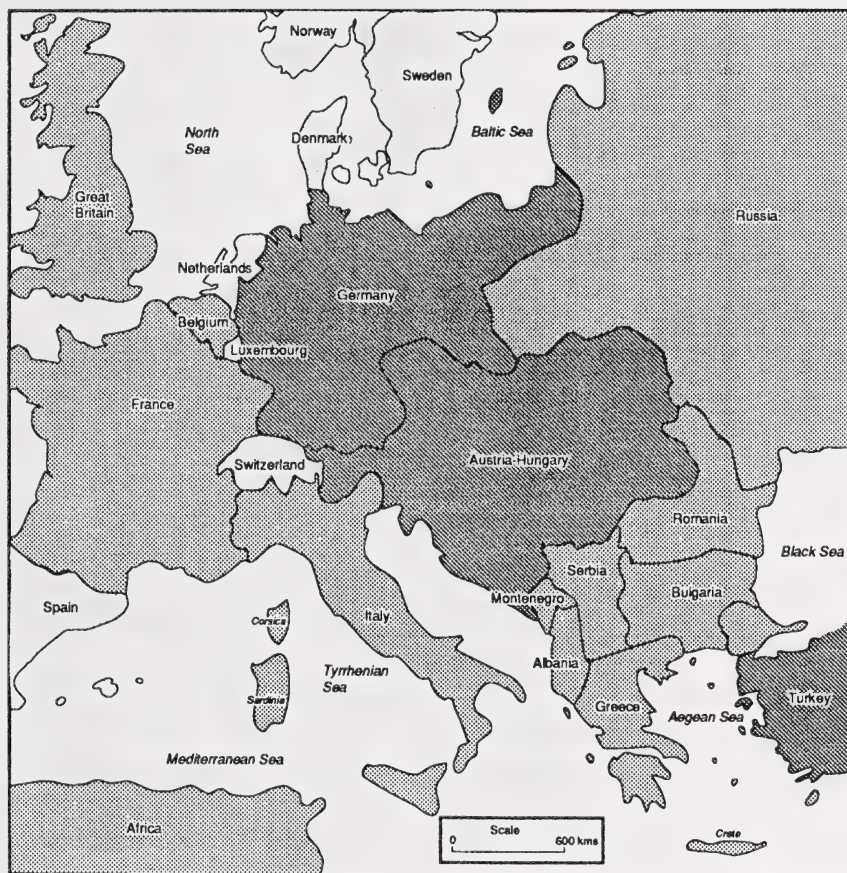 Norway
Sweden
North
Sea
Denmark
Baltic Sea
Great
Britain
Russia
Netherlands
Germany
Belgium
Luxembourg
France
Austria-Hungary
Switzerland
Romania
Black Sea
Serbia
Bulgaria
Montenegro
Spain
Corsica
Italy
Albania
Tyrrhenian
Sea
Sardinia
Turkey
Greece
Aegean Sea
Mediterranean Sea
Africa
Scale
0 600 kms
Crete